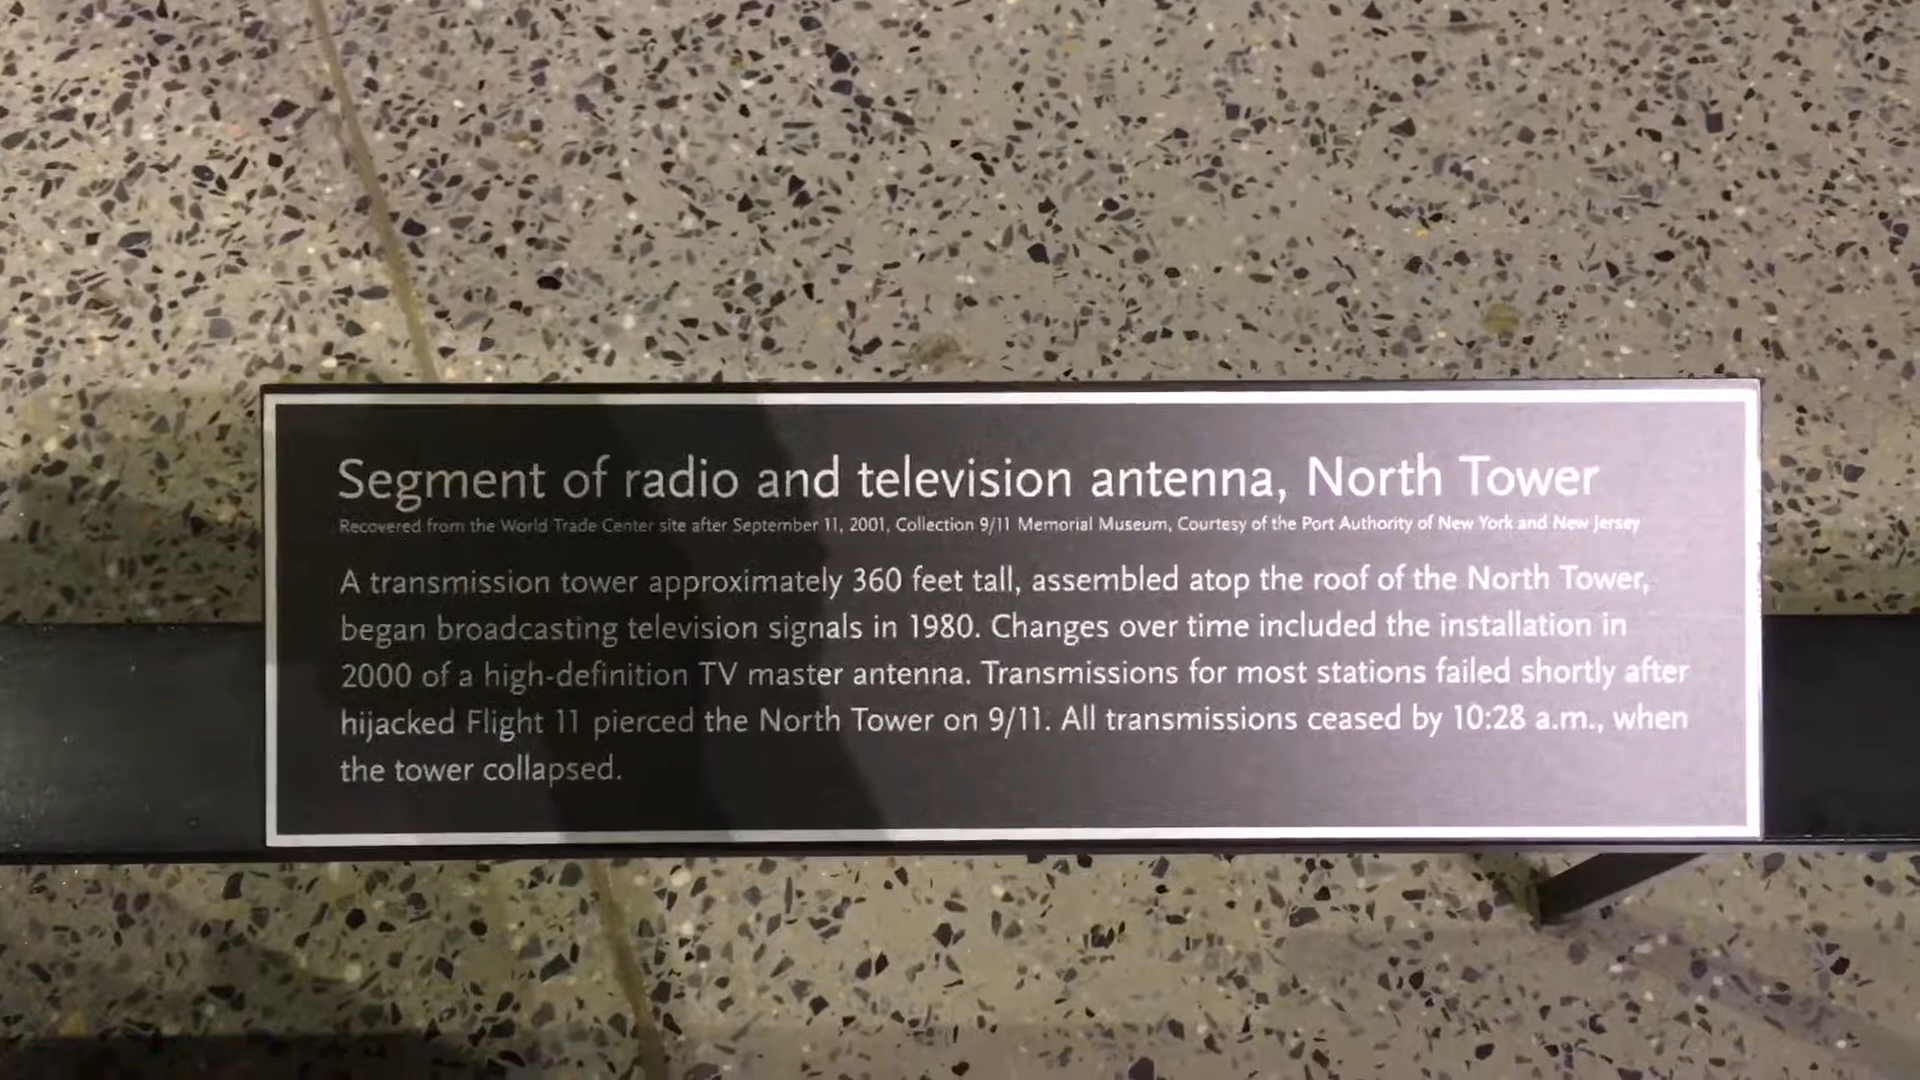 Segment of radio and television antenna, North Tower
Recovered from the World Trade Center site after September 11, 2001, Collection 9/11 Memorial Museum, Courtesy of the Port Authority of New York and New Jersey
A transmission tower approximately 360 feet tall, assembled atop the roof of the North Tower,
began broadcasting television signals in 1980. Changes over time included the installation in
2000 of a high-definition TV master antenna. Transmissions for most stations failed shortly after
hijacked Flight 11 pierced the North Tower on 9/11. All transmissions ceased by 10:28 a.m., when
the tower collapsed.